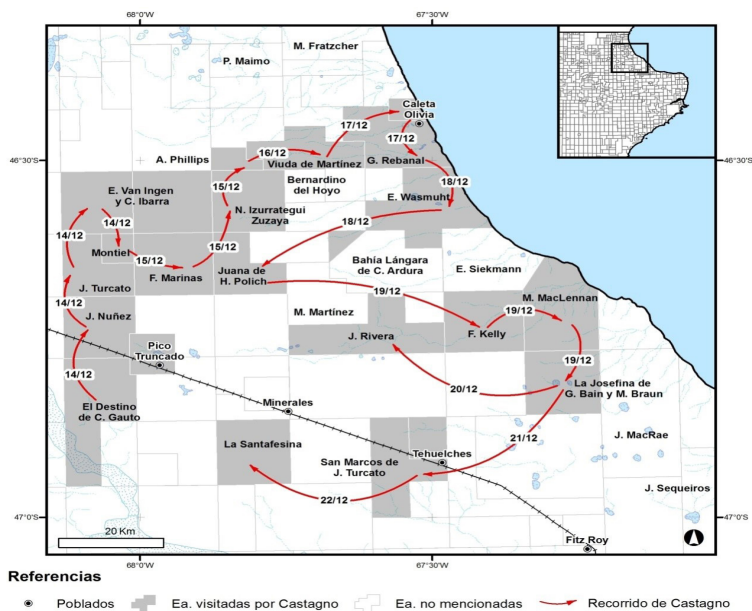 68°0'W
67°30'W
M. Fratzcher
P. Maimo
Caleta
Olivia
17/12
17/12
46°30'S
46°30'S
A. Phillips
16/12
Viuda de Martínez
G. Rebanal
15/12
Bernardino
del Hoyo
18/12
E. Van Ingen
y C. Ibarra
E. Wasmuht
N. Izurrategui
Zuzaya
14/12
14/12
18/12
Montiel
15/12
15/12
F. Marinas
Juana de
H. Polich
Bahía Lángara
de C. Ardura
E. Siekmann
J. Turcato
14/12
19/12
M. MacLennan
J. Nuñez
M. Martínez
19/12
F. Kelly
J. Rivera
Pico
Truncado
19/12
14/12
20/12
La Josefina de
G. Bain y M. Braun
El Destino
de C. Gauto
Minerales
21/12
J. MacRae
La Santafesina
Tehuelches
San Marcos de
J. Turcato
J. Sequeiros
22/12
47°0'S
47°0'S
20 Km
Fitz Roy
68°0'W
67°30'W
Referencias
Poblados
Ea. visitadas por Castagno
Ea. no mencionadas
Recorrido de Castagno